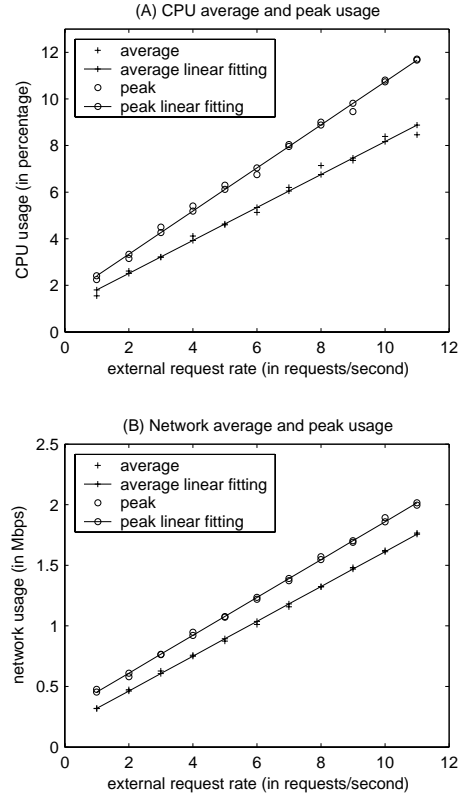 (A) CPU average and peak usage
14
12
10
8
6
4
2
0
CPU usage (in percentage)
average
average linear fitting
peak
peak linear fitting
0 2 4 6 8 10 12
external request rate (in requests/second)
(B) Network average and peak usage
2.5
2
1.5
1
0.5
0
network usage (in Mbps)
average
average linear fitting
peak
peak linear fitting
0 2 4 6 8 10 12
external request rate (in requests/second)